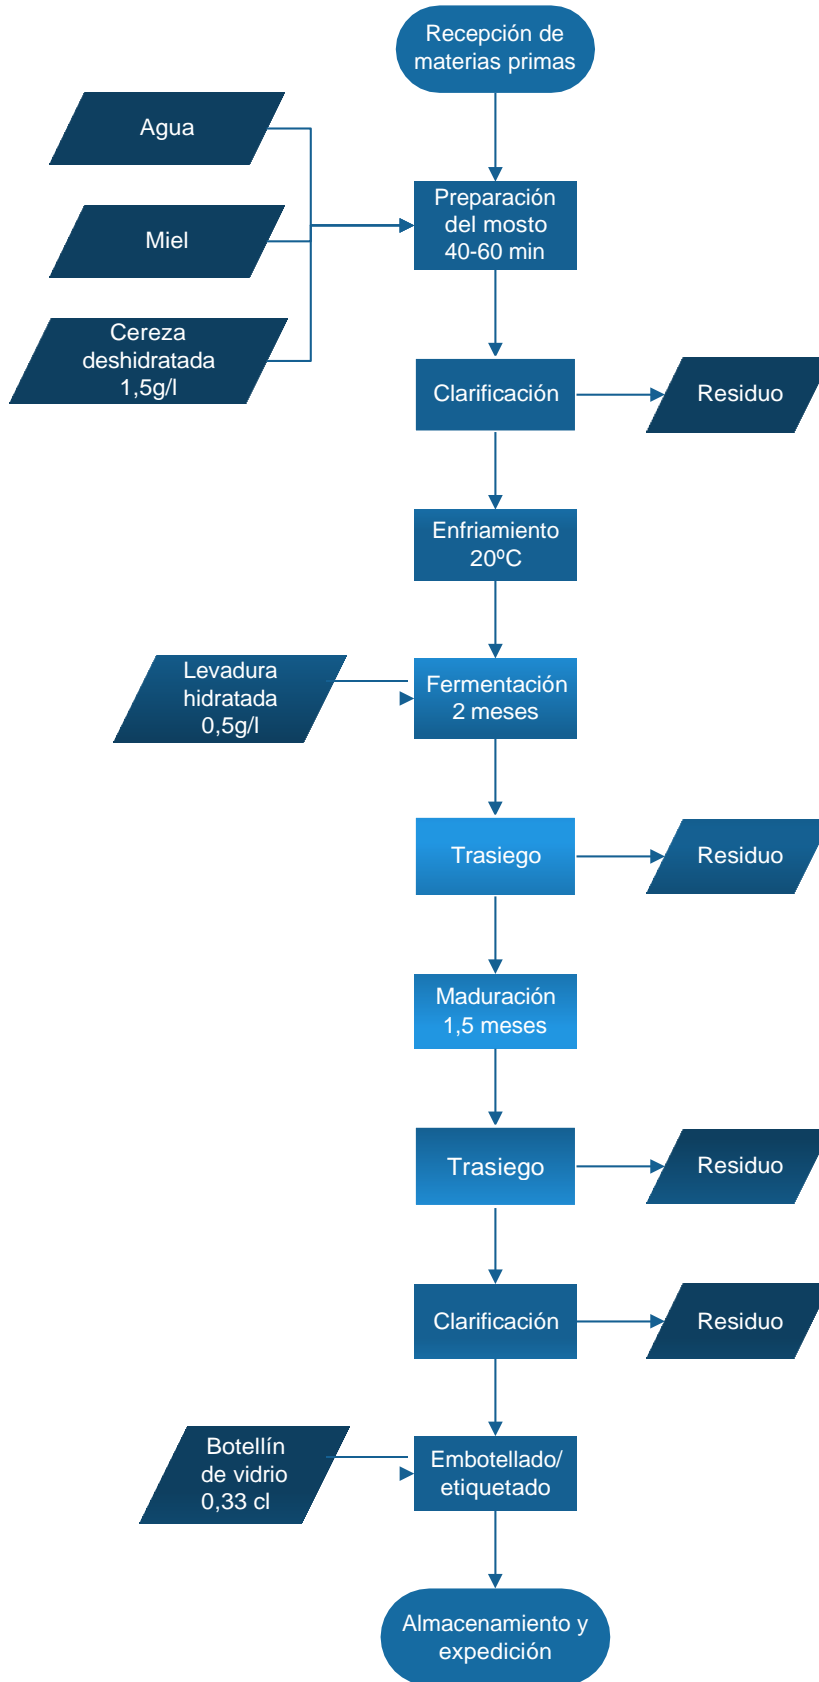 Recepción de
materias primas
Agua
Miel
Cereza
deshidratada
1,5g/l
Preparación
del mosto
40-60 min
Clarificación
Residuo
Enfriamiento
20ºC
Levadura
hidratada
0,5g/l
Fermentación
2 meses
Trasiego
Residuo
Maduración
1,5 meses
Trasiego
Residuo
Clarificación
Residuo
Botellín
de vidrio
0,33 cl
Embotellado/
etiquetado
Almacenamiento y
expedición